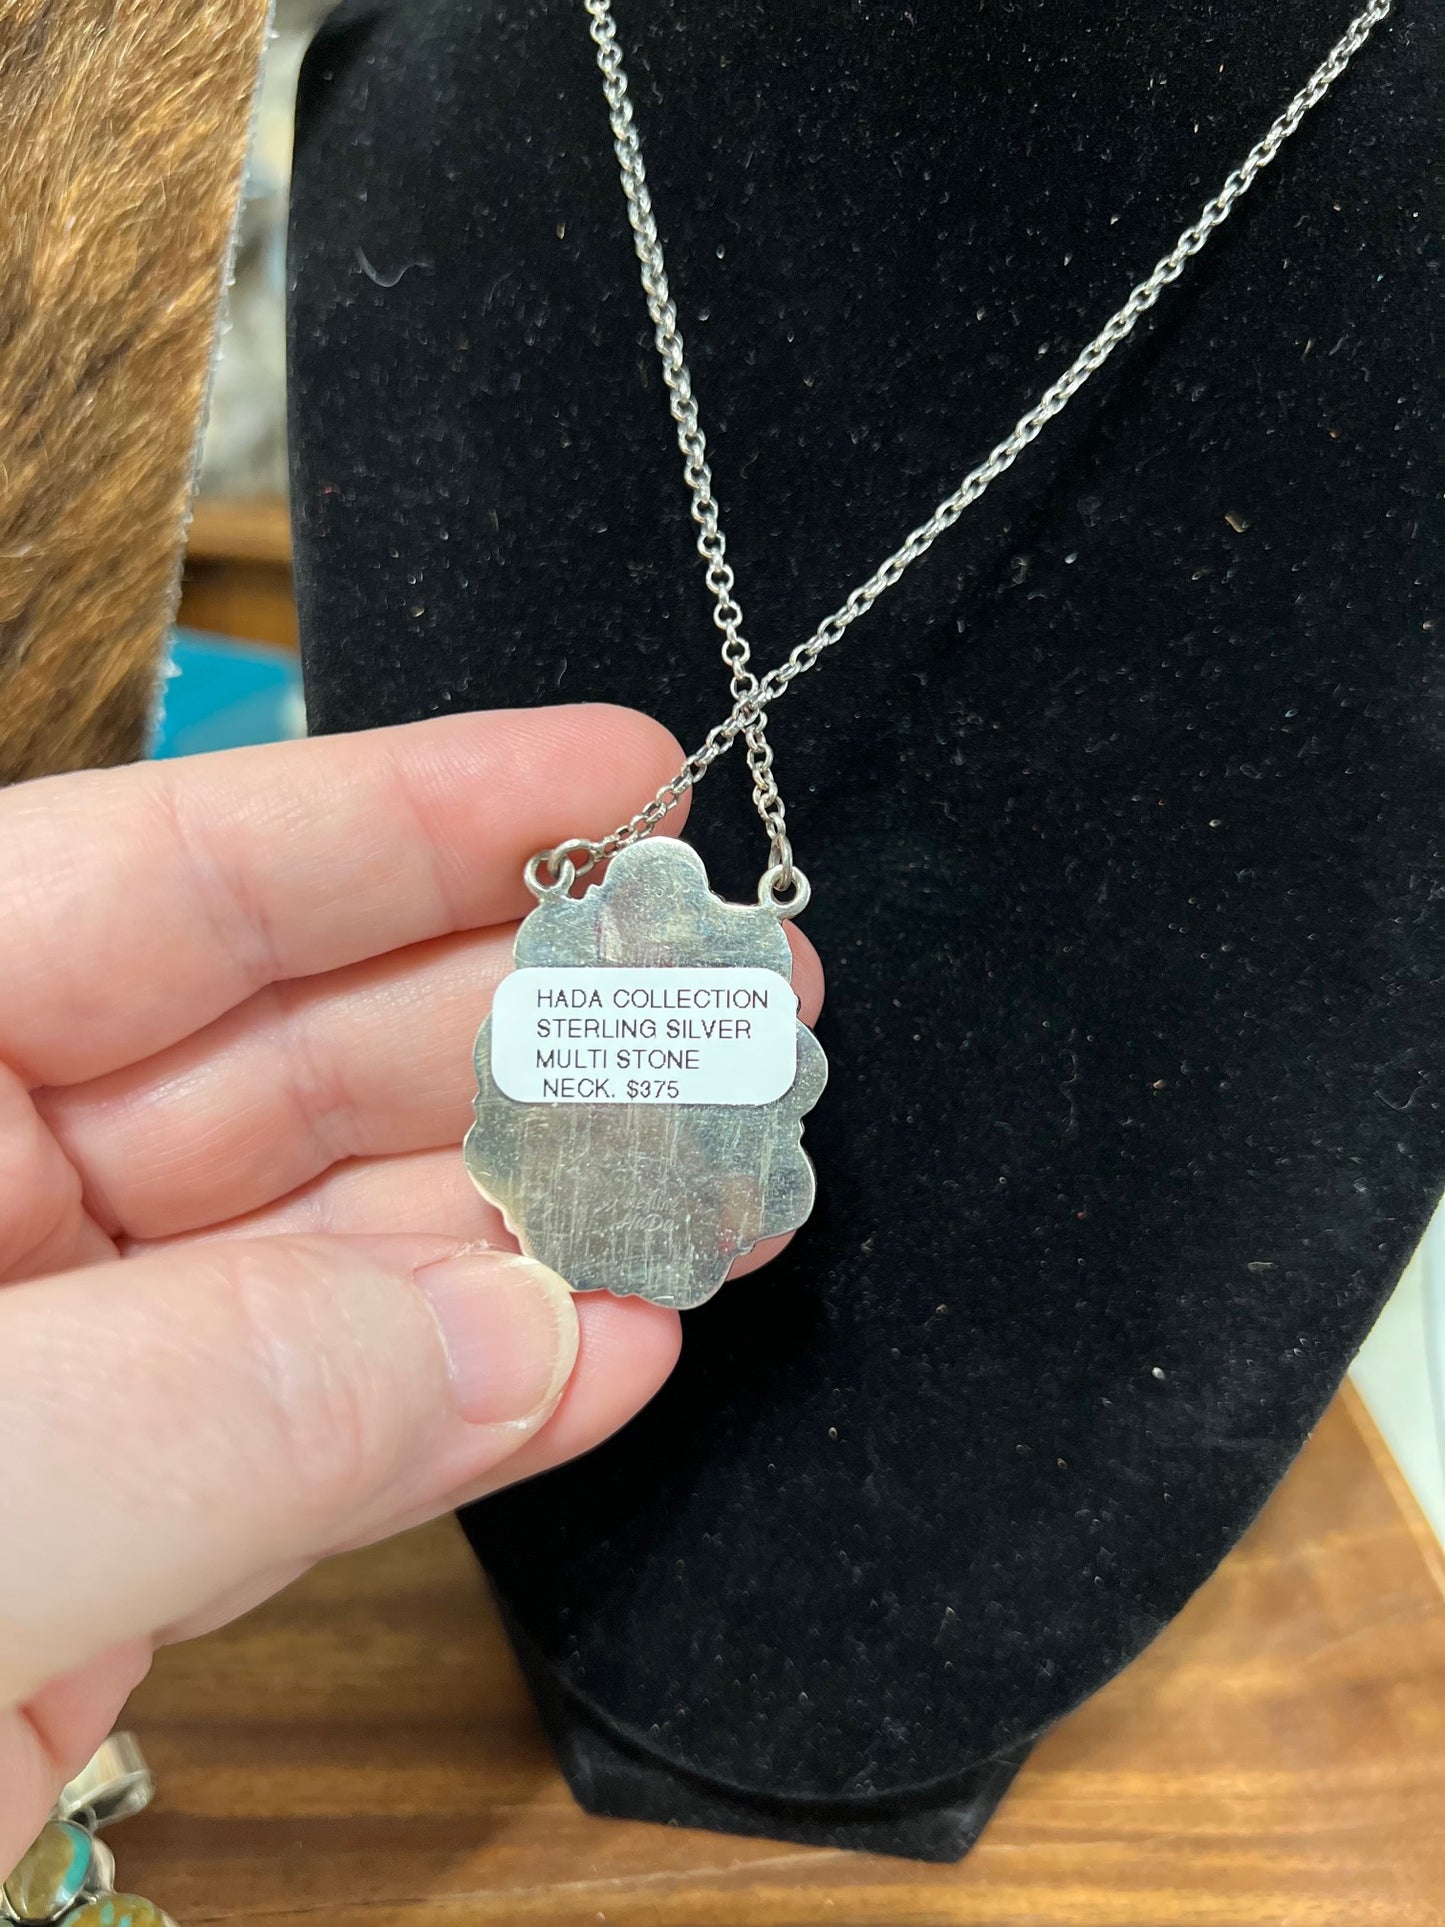 HADA COLLECTION
STERLING SILVER
MULTI STONE
NECK. $375